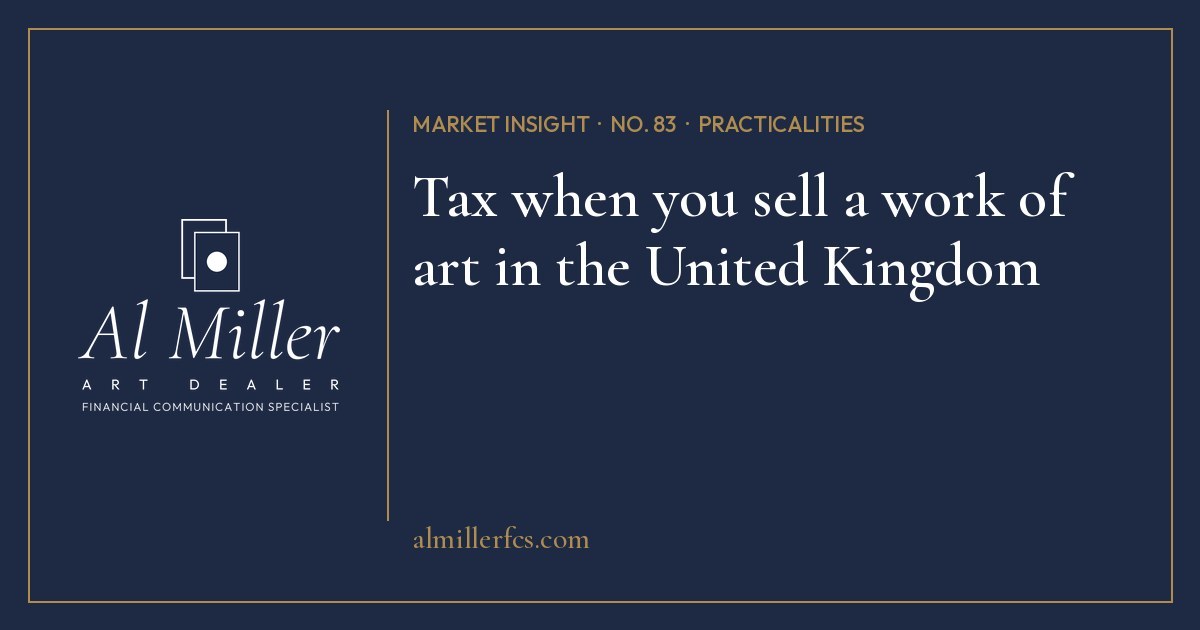 MARKET INSIGHT · NO. 83 · PRACTICALITIES
Tax when you sell a work of
art in the United Kingdom
Al Miller
ART DEALER
FINANCIAL COMMUNICATION SPECIALIST
almillerfcs.com